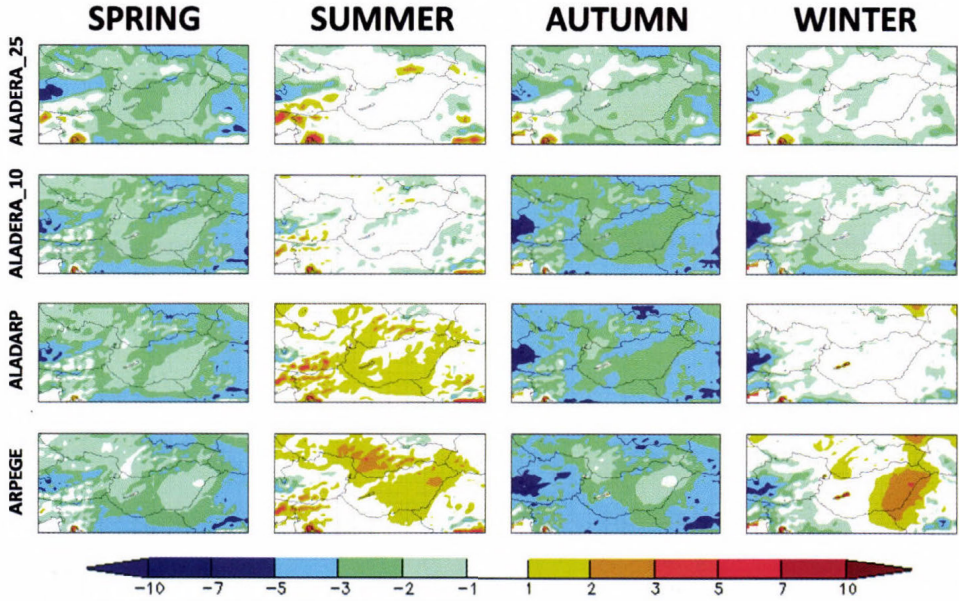 SPRING SUMMER AUTUMN WINTER
ALADERA_25
ALADERA_10
ALADARP
ARPEGE
-10 -7 -5 -3 -2 -1 1 2 3 5 7 10